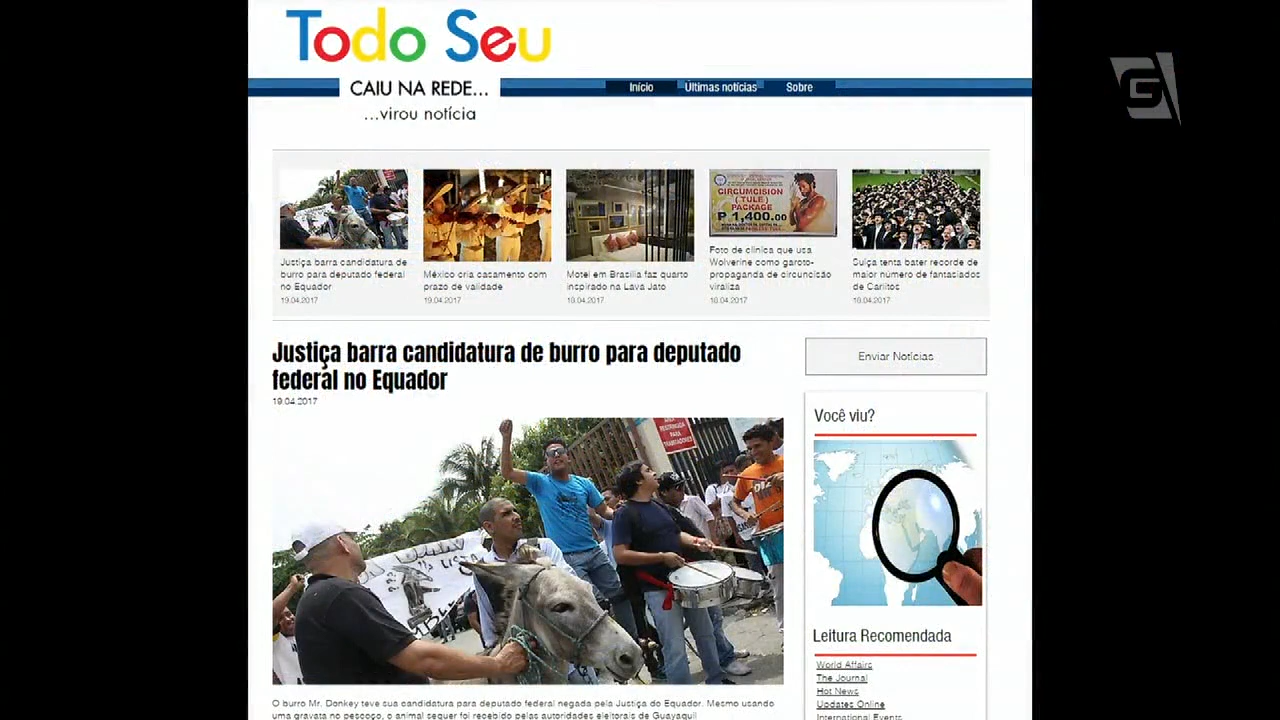 Todo Seu
CAIU NA REDE...
...virou notícia
Início
Últimas notícias
Sobre
CIRCUMCISION
( TULE )
PACKAGE
P 1,400.00
Justiça barra candidatura de
burro para deputado federal
no Equador
19.04.2017
México cria casamento com
prazo de validade
19.04.2017
Motel em Brasília faz quarto
inspirado na Lava Jato
18.04.2017
Foto de clínica que usa
Wolverine como garoto-
propaganda de circuncisão
viraliza
18.04.2017
Suíça tenta bater recorde de
maior número de fantasiados
de Carlitos
18.04.2017
Justiça barra candidatura de burro para deputado
federal no Equador
19.04.2017
AREA
RESTRINGIDA
PARA
TRAMITADORES
O burro Mr. Donkey teve sua candidatura para deputado federal negada pela Justiça do Equador. Mesmo usando
uma gravata no pescoço, o animal sequer foi recebido pelas autoridades eleitorais de Guayaquil
Enviar Notícias
Você viu?
Leitura Recomendada
World Affairs
The Journal
Hot News
Updates Online
International Events